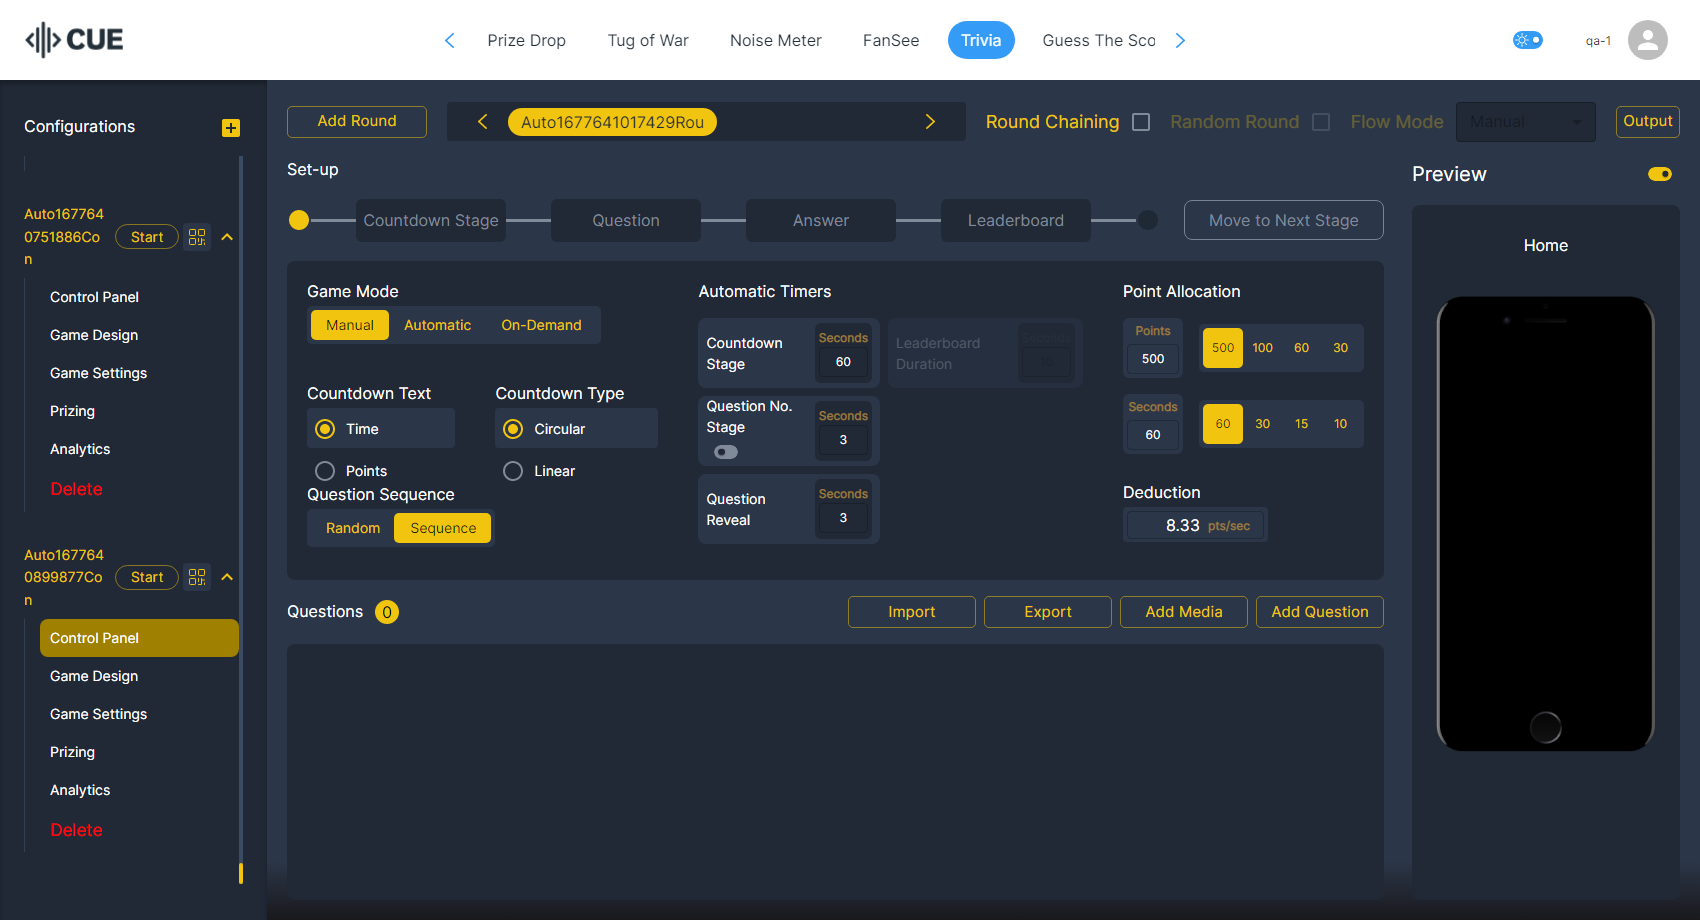 CUE
Prize Drop
Tug of War
Noise Meter
FanSee
Trivia
Guess The Sco
qa-1
Configurations
Auto167764
0751886Co
n
Start
Control Panel
Game Design
Game Settings
Prizing
Analytics
Delete
Auto167764
0899877Co
n
Start
Control Panel
Game Design
Game Settings
Prizing
Analytics
Delete
Add Round
Auto1677641017429Rou
Round Chaining
Random Round
Flow Mode
Manual
Output
Set-up
Countdown Stage
Question
Answer
Leaderboard
Move to Next Stage
Game Mode
Manual
Automatic
On-Demand
Countdown Text
Time
Points
Countdown Type
Circular
Linear
Question Sequence
Random
Sequence
Automatic Timers
Countdown
Stage
Seconds
60
Leaderboard
Duration
Seconds
10
Question No.
Stage
Seconds
3
Question
Reveal
Seconds
3
Point Allocation
Points
500
500
100
60
30
Seconds
60
60
30
15
10
Deduction
8.33 pts/sec
Questions 0
Import
Export
Add Media
Add Question
Preview
Home